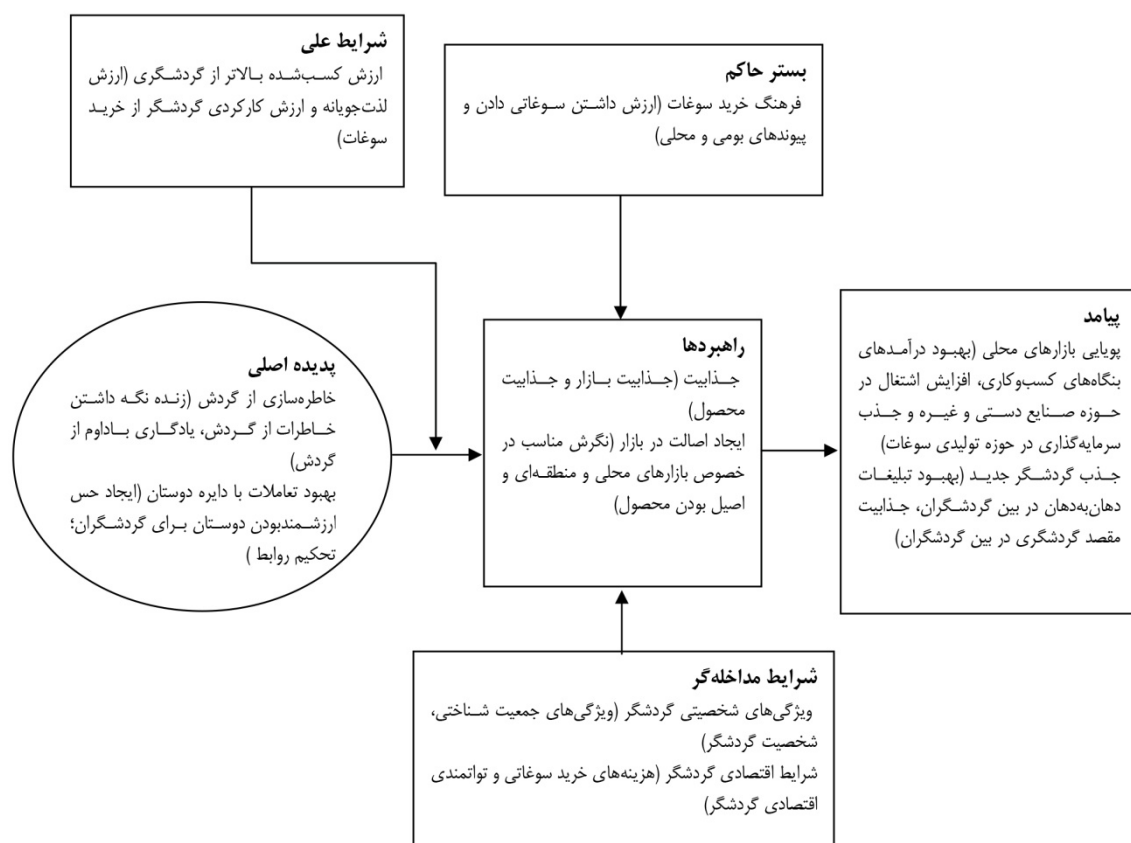 شرایط علی
ارزش کسب‌شده بالاتر از گردشگری (ارزش
لذت‌جویانه و ارزش کارکردی گردشگر از خرید
سوغات)
بستر حاکم
فرهنگ خرید سوغات (ارزش داشتن سوغاتی دادن و
پیوندهای بومی و محلی)
پدیده اصلی
خاطره‌سازی از گردش (زنده نگه داشتن
خاطرات از گردش، یادگاری باداوم از
گردش)
بهبود تعاملات با دایره دوستان (ایجاد حس
ارزشمندبودن دوستان برای گردشگران؛
تحکیم روابط )
راهبردها
جذابیت (جذابیت بازار و جذابیت
محصول)
ایجاد اصالت در بازار (نگرش مناسب در
خصوص بازارهای محلی و منطقه‌ای و
اصیل بودن محصول)
پیامد
پویایی بازارهای محلی (بهبود درآمدهای
بنگاه‌های کسب‌وکاری، افزایش اشتغال در
حوزه صنایع دستی و غیره و جذب
سرمایه‌گذاری در حوزه تولیدی سوغات)
جذب گردشگر جدید (بهبود تبلیغات
دهان‌به‌دهان در بین گردشگران، جذابیت
مقصد گردشگری در بین گردشگران)
شرایط مداخله‌گر
ویژگی‌های شخصیتی گردشگر (ویژگی‌های جمعیت شناختی،
شخصیت گردشگر)
شرایط اقتصادی گردشگر (هزینه‌های خرید سوغاتی و تواتمندی
اقتصادی گردشگر)